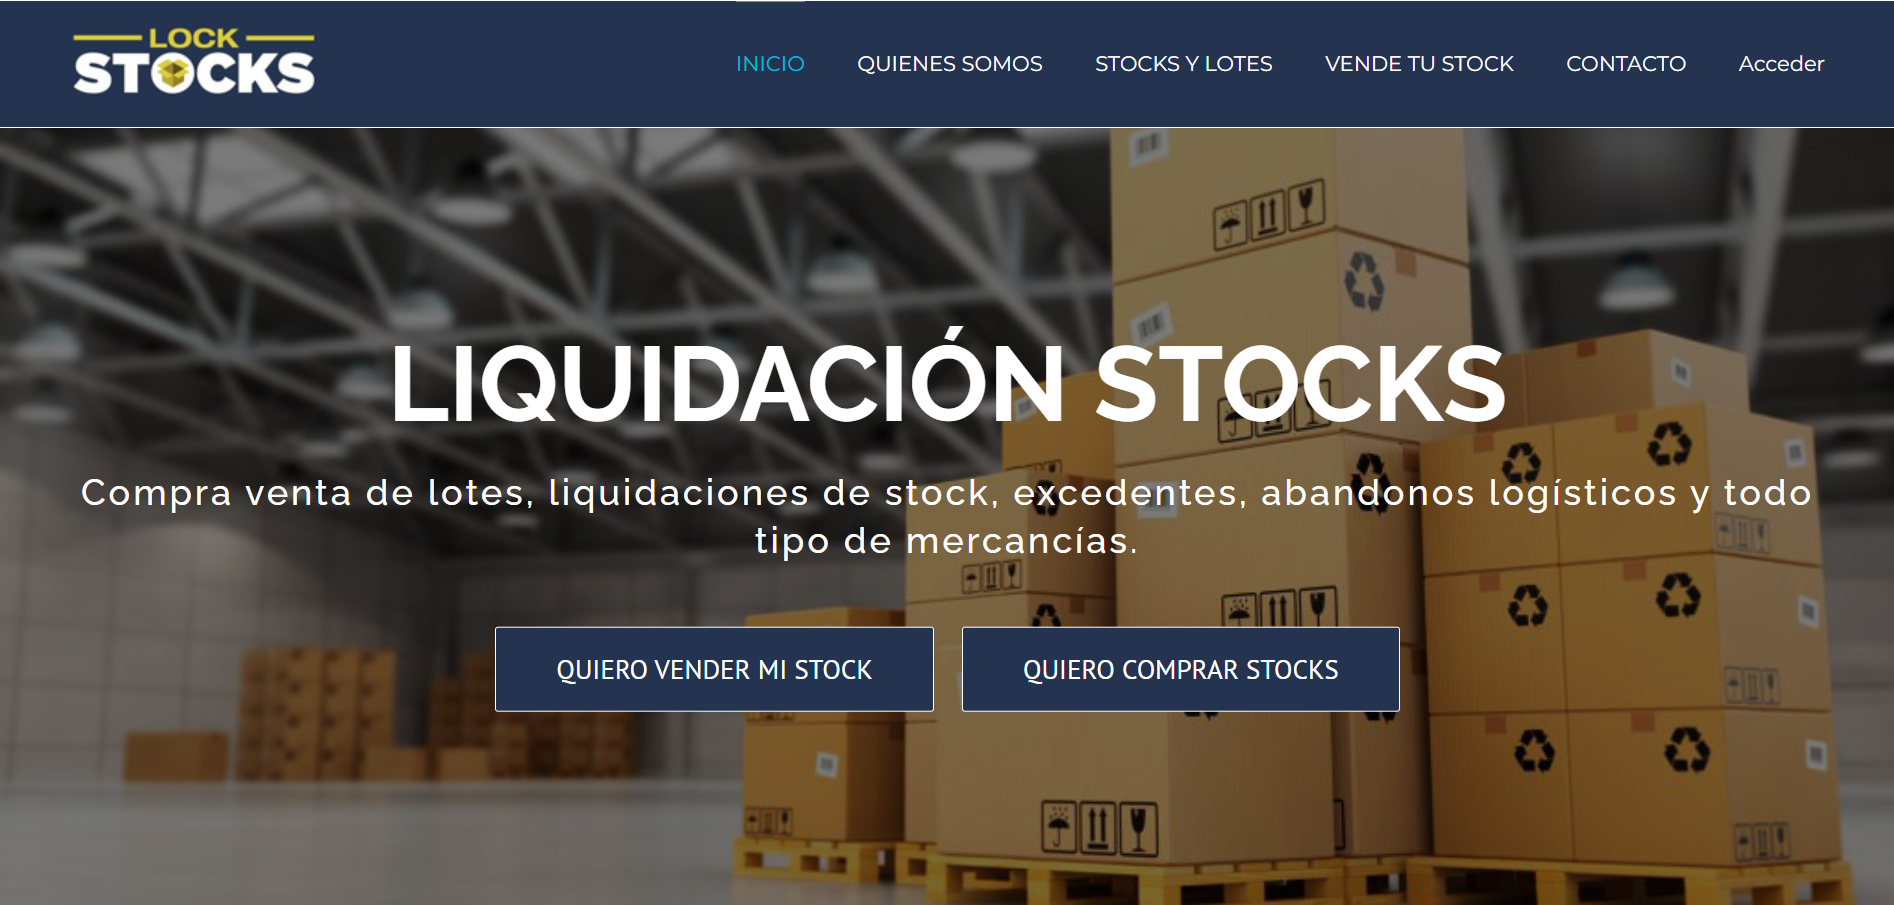 LOCK
STOCKS
INICIO QUIENES SOMOS STOCKS Y LOTES VENDE TU STOCK CONTACTO Acceder
LIQUIDACIÓN STOCKS
Compra venta de lotes, liquidaciones de stock, excedentes, abandonos logísticos y todo
tipo de mercancías.
QUIERO VENDER MI STOCK QUIERO COMPRAR STOCKS